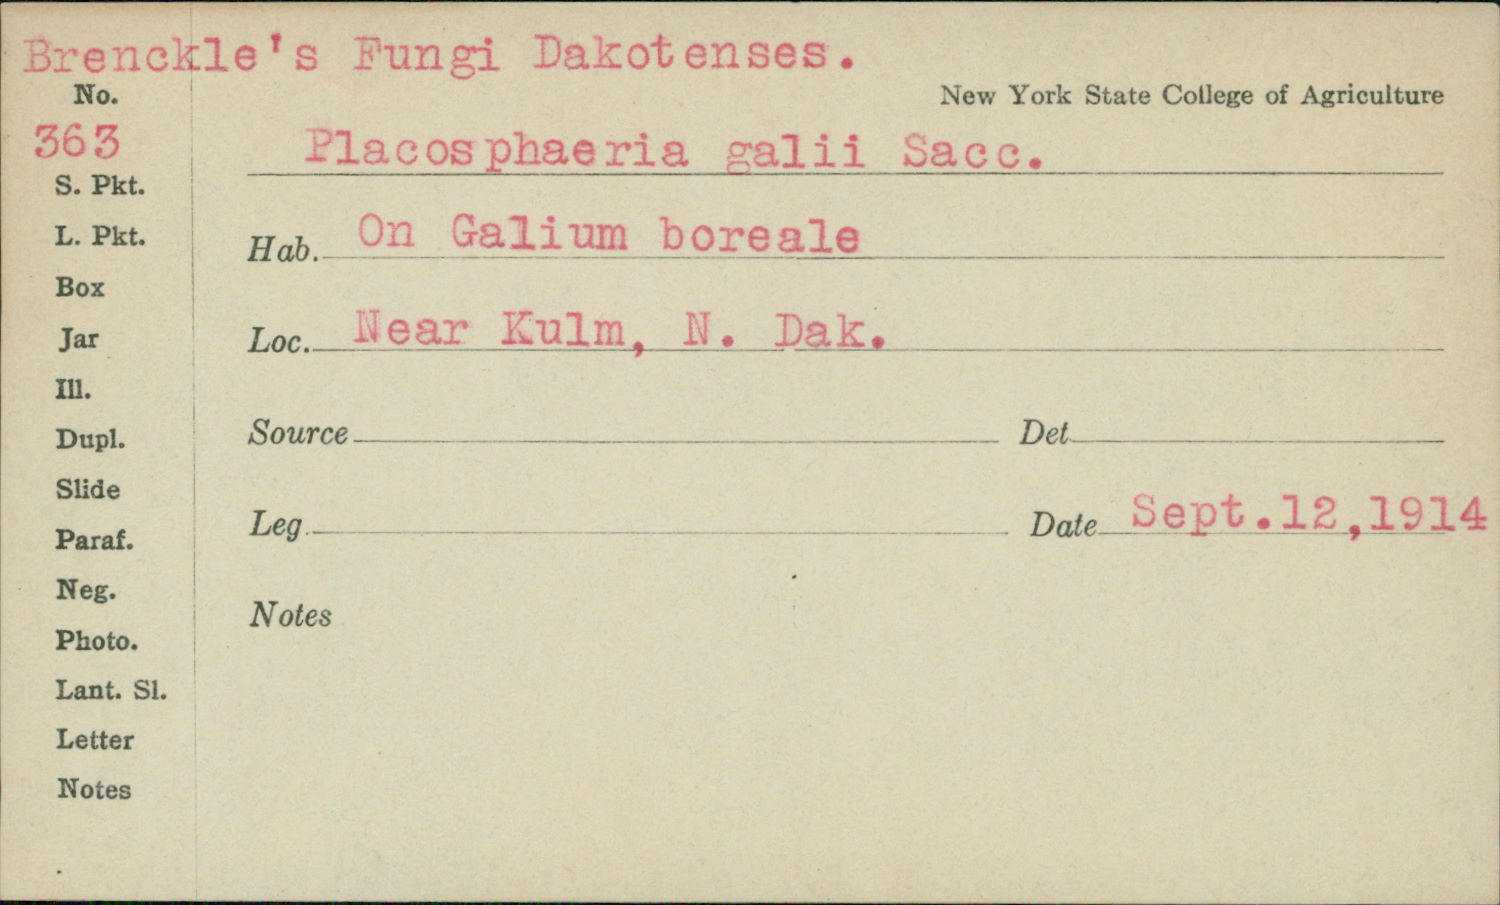 Brenckle's Fungi Dakotenses.
No.
New York State College of Agriculture
363
Placosphaeria galii Sacc.
S. Pkt.
L. Pkt.
Hab. On Galium boreale
Box
Jar
Loc. Near Kulm, N. Dak.
Ill.
Dupl.
Source Det
Slide
Leg Date Sept.12,1914
Paraf.
Neg.
Notes
Photo.
Lant. Sl.
Letter
Notes